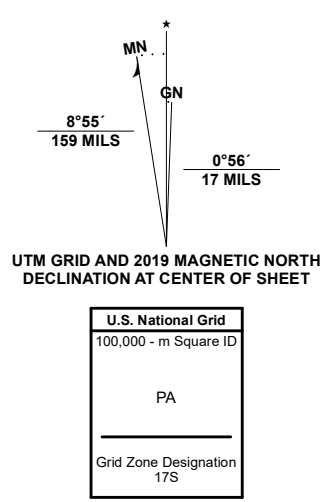 MN
GN
8°55´
159 MILS
0°56´
17 MILS
UTM GRID AND 2019 MAGNETIC NORTH
DECLINATION AT CENTER OF SHEET
U.S. National Grid
100,000 - m Square ID
PA
Grid Zone Designation
17S